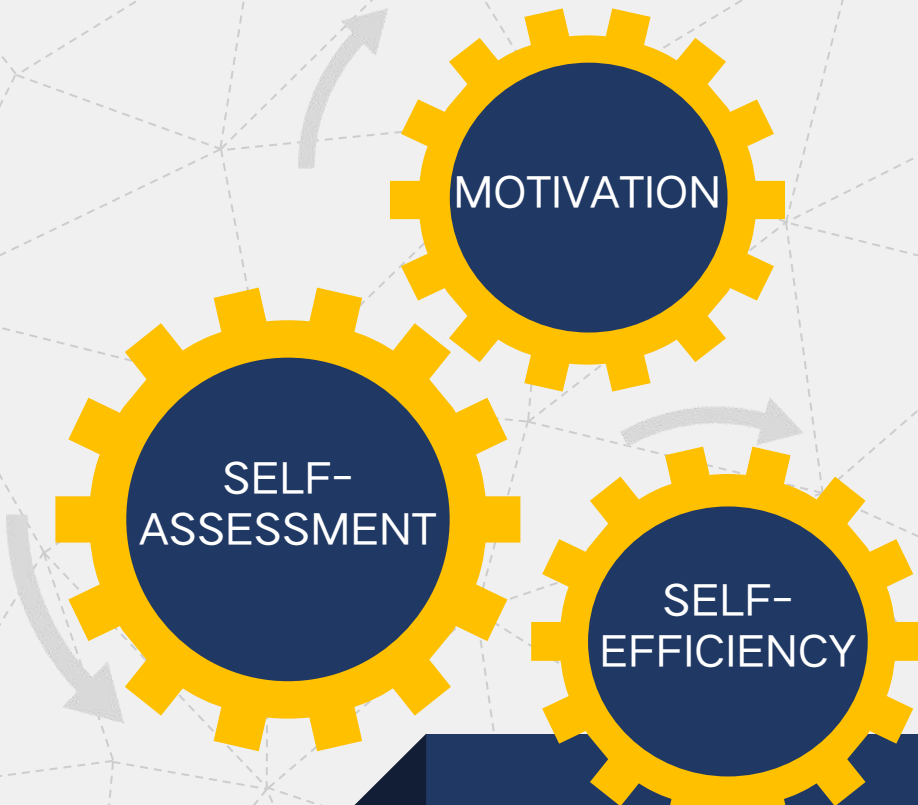 MOTIVATION
SELF-
ASSESSMENT
SELF-
EFFICIENCY